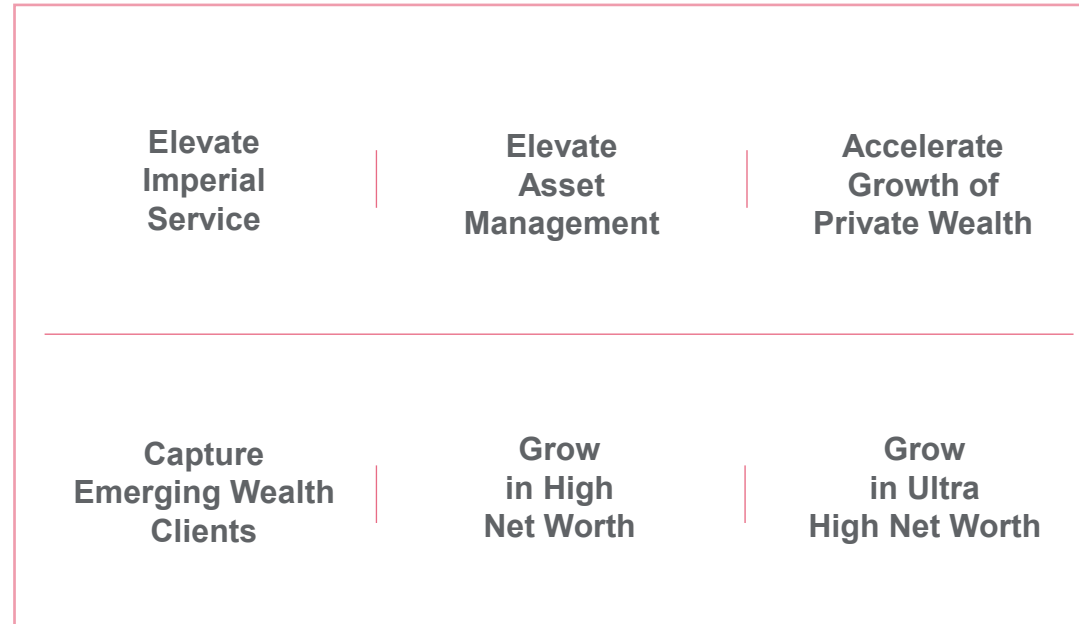 Elevate
Imperial
Service
Elevate
Asset
Management
Accelerate
Growth of
Private Wealth
Capture
Emerging Wealth
Clients
Grow
in High
Net Worth
Grow
in Ultra
High Net Worth